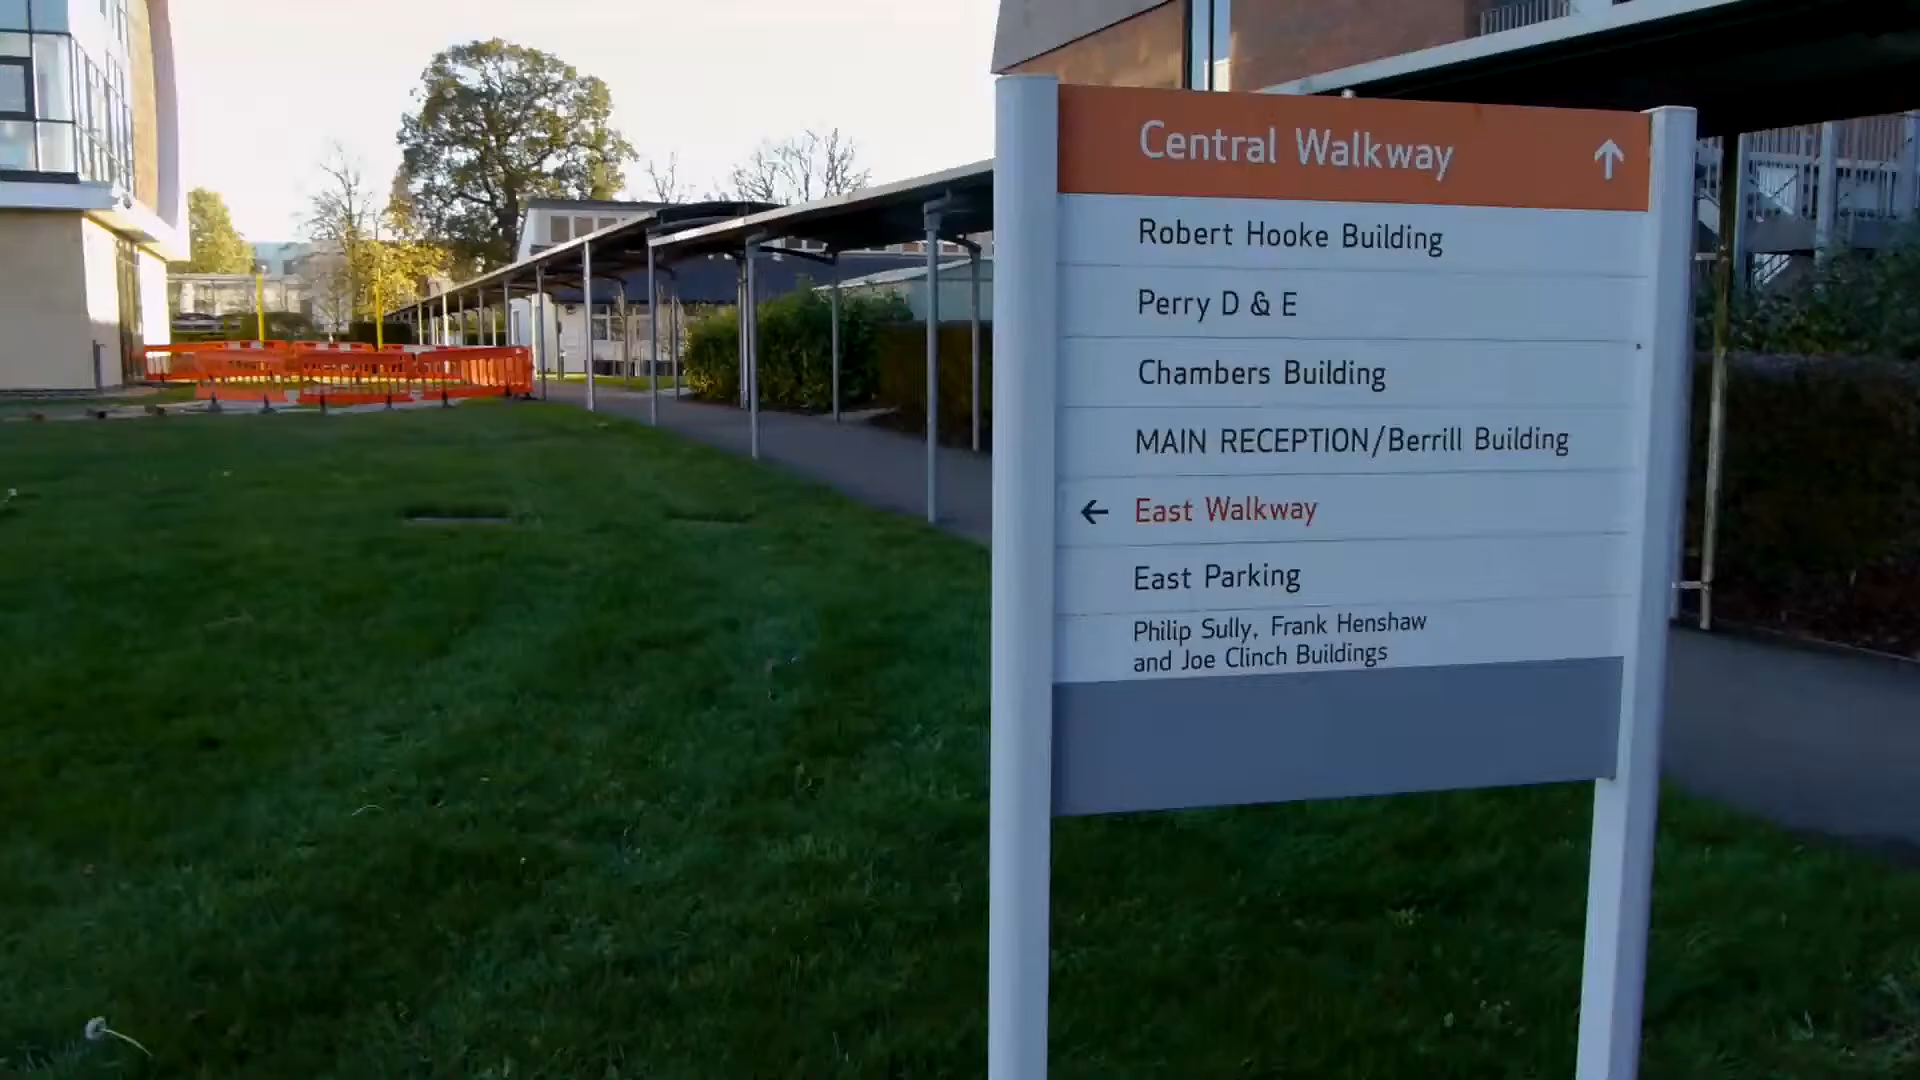 Central Walkway ↑
Robert Hooke Building
Perry D & E
Chambers Building
MAIN RECEPTION/Berrill Building
← East Walkway
East Parking
Philip Sully, Frank Henshaw
and Joe Clinch Buildings